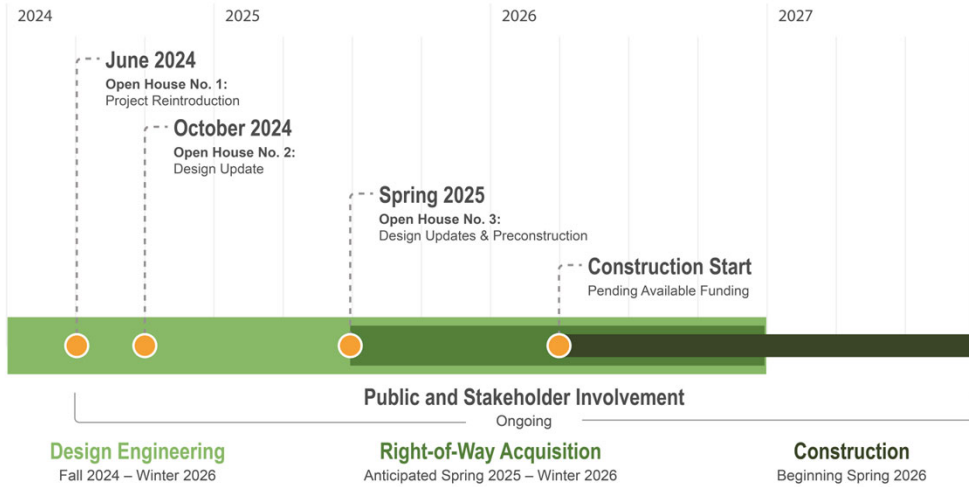 2024
2025
2026
2027
June 2024
Open House No. 1:
Project Reintroduction
October 2024
Open House No. 2:
Design Update
Spring 2025
Open House No. 3:
Design Updates & Preconstruction
Construction Start
Pending Available Funding
Public and Stakeholder Involvement
Ongoing
Design Engineering
Fall 2024 – Winter 2026
Right-of-Way Acquisition
Anticipated Spring 2025 – Winter 2026
Construction
Beginning Spring 2026